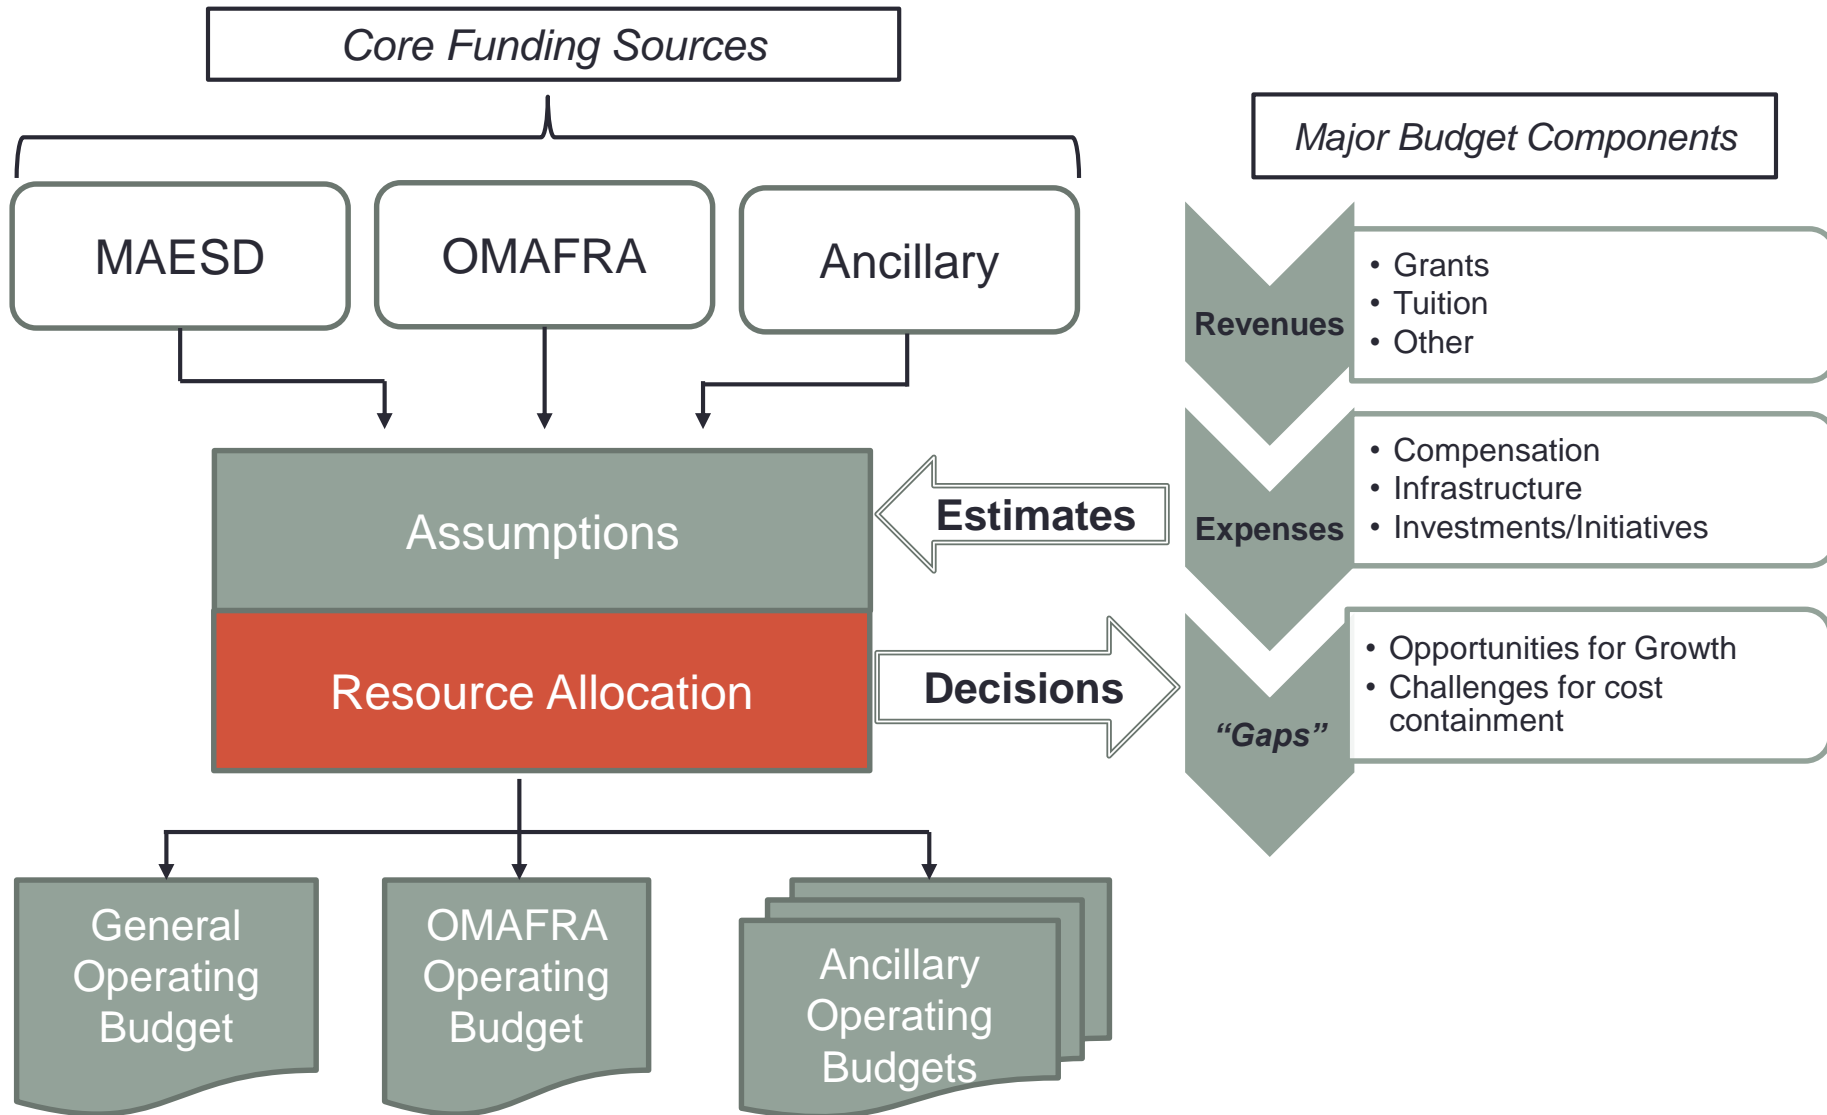 Core Funding Sources
MAESD
OMAFRA
Ancillary
Assumptions
Resource Allocation
Estimates
Decisions
General
Operating
Budget
OMAFRA
Operating
Budget
Ancillary
Operating
Budgets
Major Budget Components
Revenues
• Grants
• Tuition
• Other
Expenses
• Compensation
• Infrastructure
• Investments/Initiatives
“Gaps”
• Opportunities for Growth
• Challenges for cost
containment